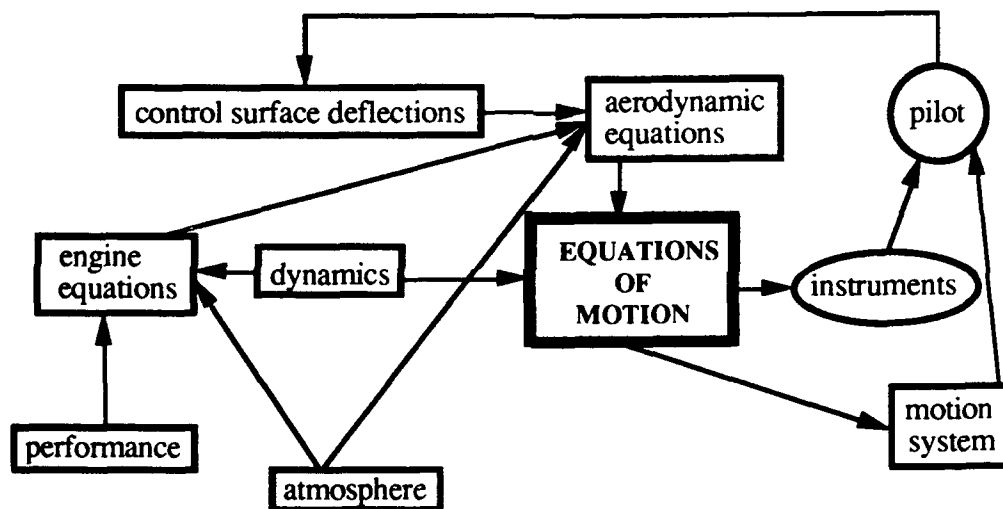 control surface deflections
aerodynamic
equations
pilot
engine
equations
dynamics
EQUATIONS
OF
MOTION
instruments
performance
atmosphere
motion
system